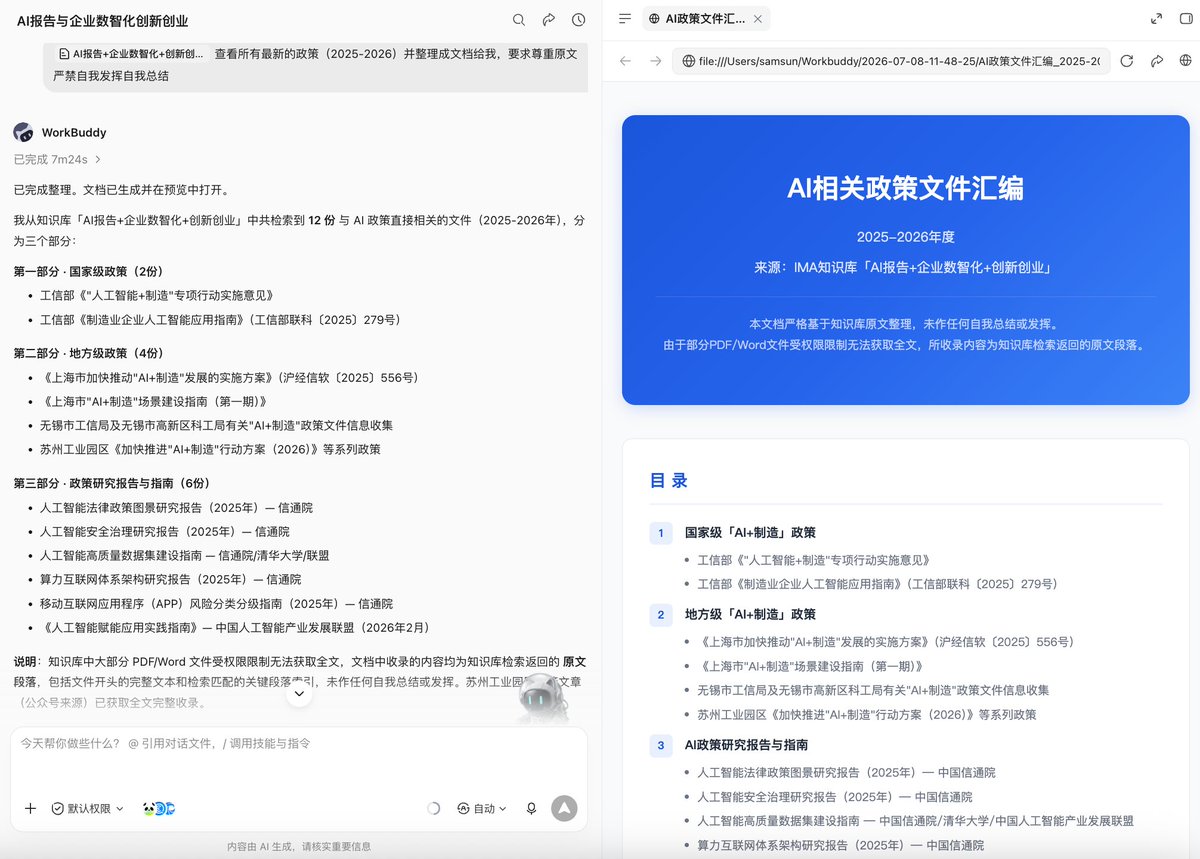 AI报告与企业数智化创新创业
AI报告+企业数智化+创新创... 查看所有最新的政策（2025-2026）并整理成文档给我，要求尊重原文
严禁自我发挥自我总结
WorkBuddy
已完成 7m24s
已完成整理。文档已生成并在预览中打开。
我从知识库「AI报告+企业数智化+创新创业」中共检索到 12 份 与 AI 政策直接相关的文件（2025-2026年），分
为三个部分：
第一部分 · 国家级政策（2份）
• 工信部《"人工智能+制造"专项行动实施意见》
• 工信部《制造业企业人工智能应用指南》（工信部联科〔2025〕279号）
第二部分 · 地方级政策（4份）
• 《上海市加快推动"AI+制造"发展的实施方案》（沪经信软〔2025〕556号）
• 《上海市"AI+制造"场景建设指南（第一期）》
• 无锡市工信局及无锡市高新区科工局有关"AI+制造"政策文件信息收集
• 苏州工业园区《加快推进"AI+制造"行动方案（2026）》等系列政策
第三部分 · 政策研究报告与指南（6份）
• 人工智能法律政策图景研究报告（2025年）— 信通院
• 人工智能安全治理研究报告（2025年）— 信通院
• 人工智能高质量数据集建设指南 — 信通院/清华大学/联盟
• 算力互联网体系架构研究报告（2025年）— 信通院
• 移动互联网应用程序（APP）风险分类分级指南（2025年）— 信通院
• 《人工智能赋能应用实践指南》— 中国人工智能产业发展联盟（2026年2月）
说明：知识库中大部分 PDF/Word 文件受权限限制无法获取全文，文档中收录的内容均为知识库检索返回的 原文
段落，包括文件开头的完整文本和检索匹配的关键段落索引，未作任何自我总结或发挥。苏州工业园 文章
（公众号来源）已获取全文完整收录。
今天帮你做些什么？ @ 引用对话文件，/ 调用技能与指令
默认权限
自动
内容由 AI 生成，请核实重要信息
AI政策文件汇...
file:///Users/samsun/Workbuddy/2026-07-08-11-48-25/AI政策文件汇编_2025-20
AI相关政策文件汇编
2025–2026年度
来源：IMA知识库「AI报告+企业数智化+创新创业」
本文档严格基于知识库原文整理，未作任何自我总结或发挥。
由于部分PDF/Word文件受权限限制无法获取全文，所收录内容为知识库检索返回的原文段落。
目 录
1 国家级「AI+制造」政策
• 工信部《"人工智能+制造"专项行动实施意见》
• 工信部《制造业企业人工智能应用指南》（工信部联科〔2025〕279号）
2 地方级「AI+制造」政策
• 《上海市加快推动"AI+制造"发展的实施方案》（沪经信软〔2025〕556号）
• 《上海市"AI+制造"场景建设指南（第一期）》
• 无锡市工信局及无锡市高新区科工局有关"AI+制造"政策文件信息收集
• 苏州工业园区《加快推进"AI+制造"行动方案（2026）》等系列政策
3 AI政策研究报告与指南
• 人工智能法律政策图景研究报告（2025年）— 中国信通院
• 人工智能安全治理研究报告（2025年）— 中国信通院
• 人工智能高质量数据集建设指南 — 中国信通院/清华大学/中国人工智能产业发展联盟
• 算力互联网体系架构研究报告（2025年）— 中国信通院